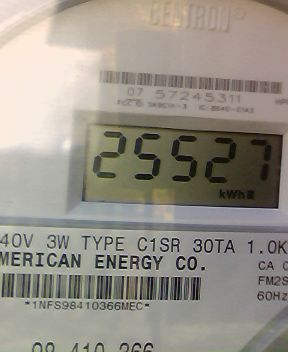 CENTRON®
07 57245311
25527
kWh
40V 3W TYPE C1SR 30TA 1.0K
MERICAN ENERGY CO.
CA 0
FM2S
60Hz
*1NFS98410366MEC*
98 410 366